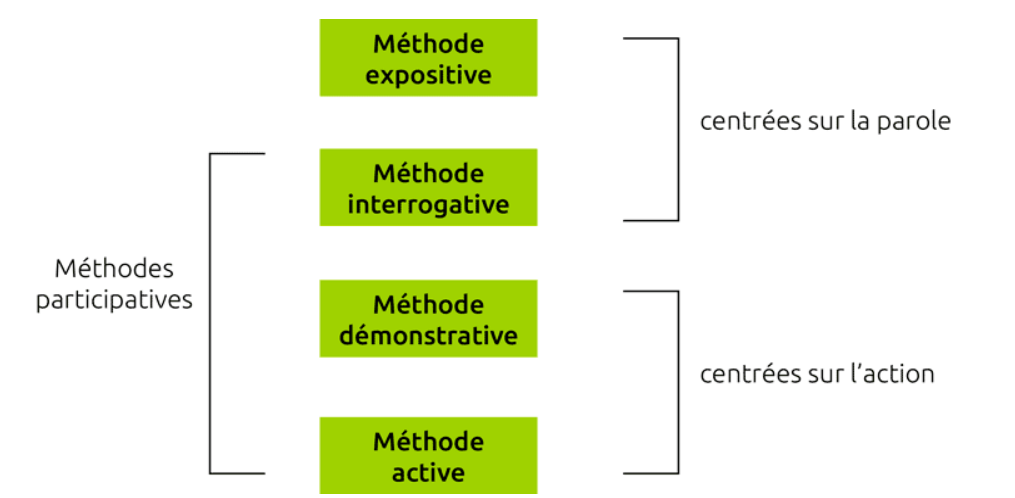 Méthode
expositive
centrées sur la parole
Méthode
interrogative
Méthodes
participatives
Méthode
démonstrative
centrées sur l'action
Méthode
active